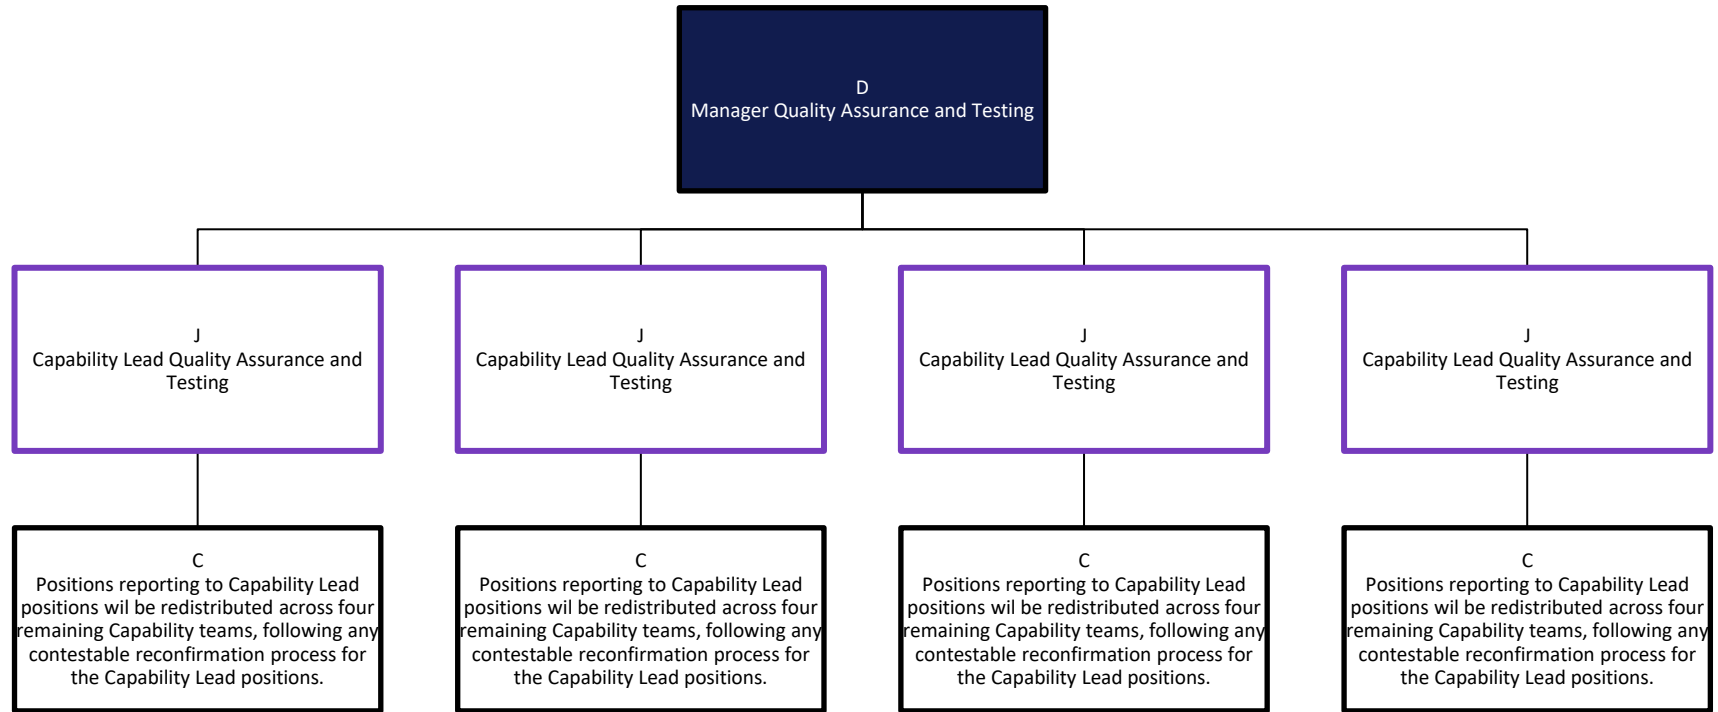 D
Manager Quality Assurance and Testing
J
Capability Lead Quality Assurance and
Testing
J
Capability Lead Quality Assurance and
Testing
J
Capability Lead Quality Assurance and
Testing
J
Capability Lead Quality Assurance and
Testing
C
Positions reporting to Capability Lead
positions wil be redistributed across four
remaining Capability teams, following any
contestable reconfirmation process for
the Capability Lead positions.
C
Positions reporting to Capability Lead
positions wil be redistributed across four
remaining Capability teams, following any
contestable reconfirmation process for
the Capability Lead positions.
C
Positions reporting to Capability Lead
positions wil be redistributed across four
remaining Capability teams, following any
contestable reconfirmation process for
the Capability Lead positions.
C
Positions reporting to Capability Lead
positions wil be redistributed across four
remaining Capability teams, following any
contestable reconfirmation process for
the Capability Lead positions.